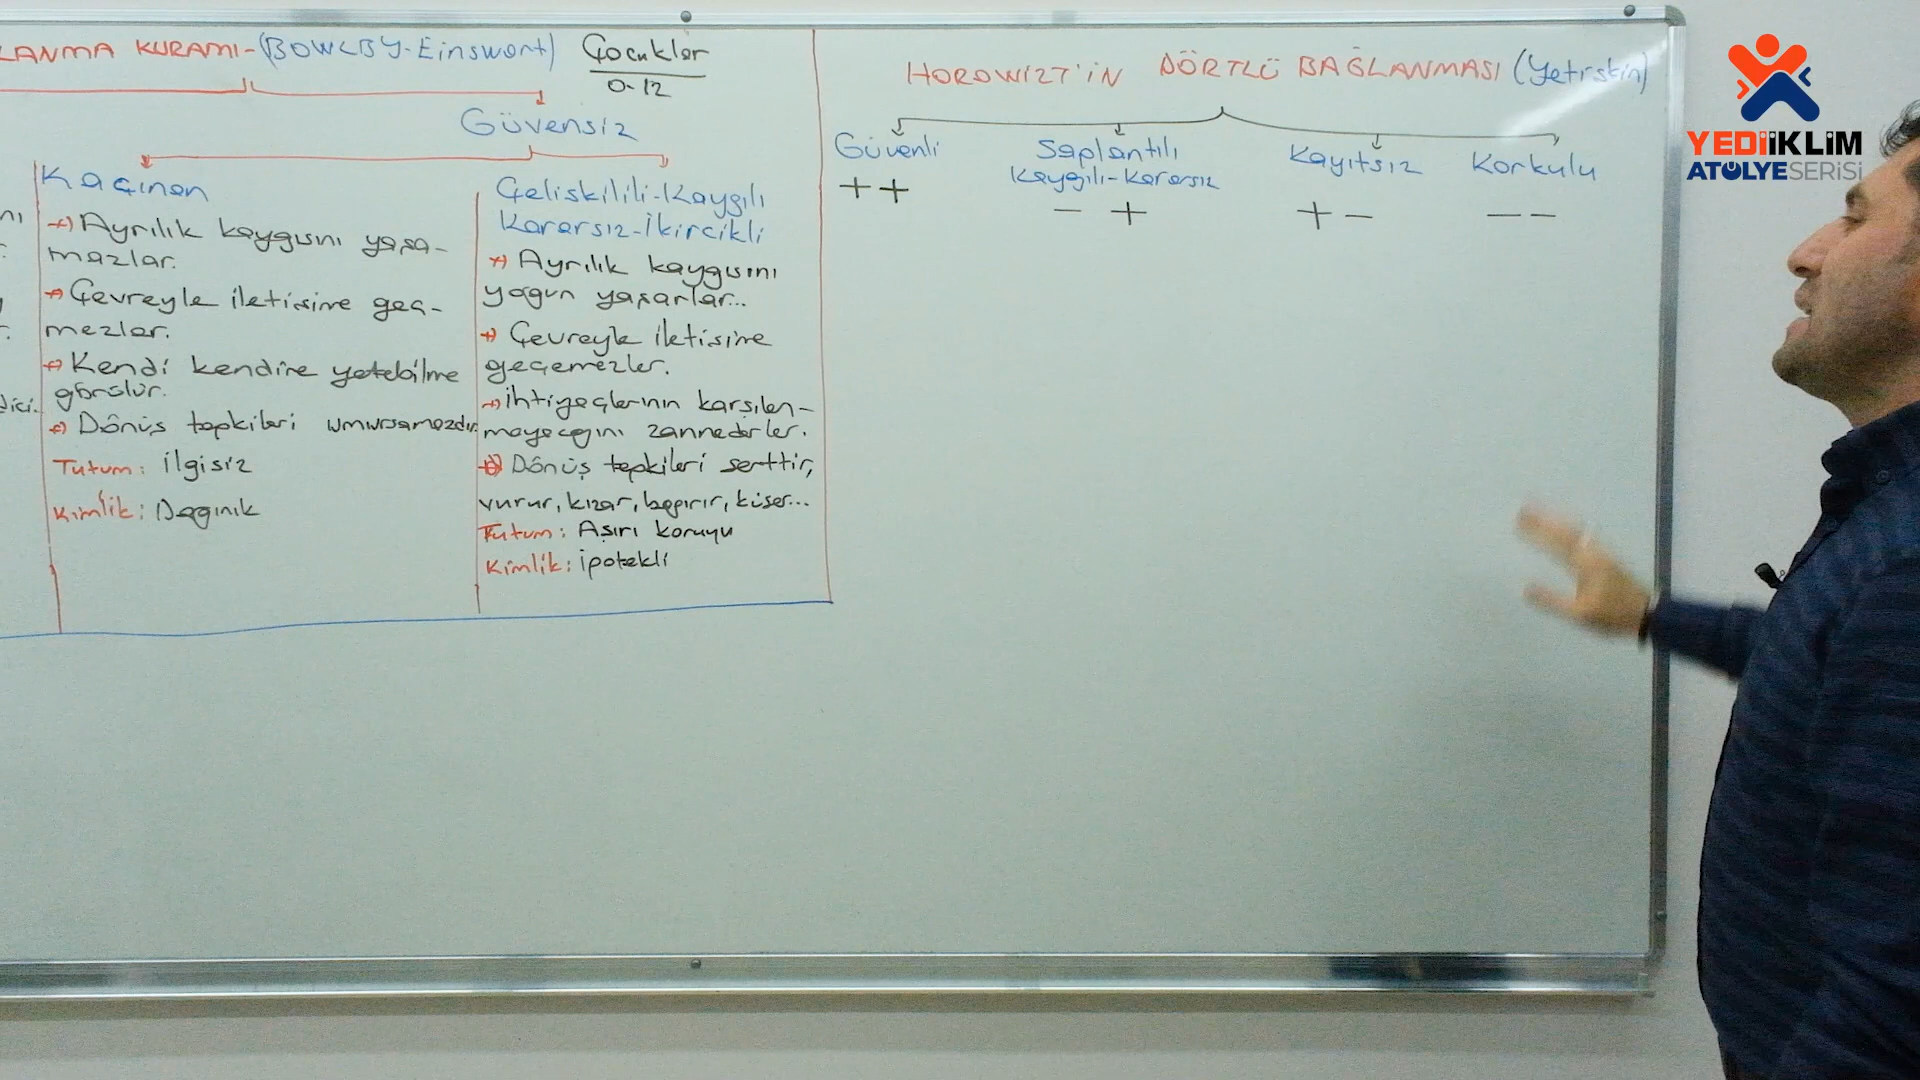 LANMA KURAMI-(BOWLBY-Einswort) Çocuklar
0-12
Güvensiz
Kaçınan
→ Ayrılık kaygısını yaşa-
mazlar.
→ Çevreyle iletişime geç-
mezler.
→ Kendi kendine yetebilme
görülür.
→ Dönüş tepkileri umursamazdır
Tutum: İlgisiz
Kimlik: Dağınık
Çelişkilili-Kaygılı
Kararsız-İkircikli
→ Ayrılık kaygısını
yoğun yaşarlar...
→ Çevreyle iletişime
geçemezler.
→ İhtiyaçlarının karşılan-
mayacağını zannederler.
→ Dönüş tepkileri serttir,
vurur, kızar, bağırır, küser...
Tutum: Aşırı koruyu
Kimlik: İpotekli
HOROWIZT'İN DÖRTLÜ BAĞLANMASI (Yetişkin)
Güvenli
++
Saplantılı
Kaygılı-Kararsız
- +
Kayıtsız
+ -
Korkulu
- -
YEDİİKLİM
ATÖLYESERİSİ